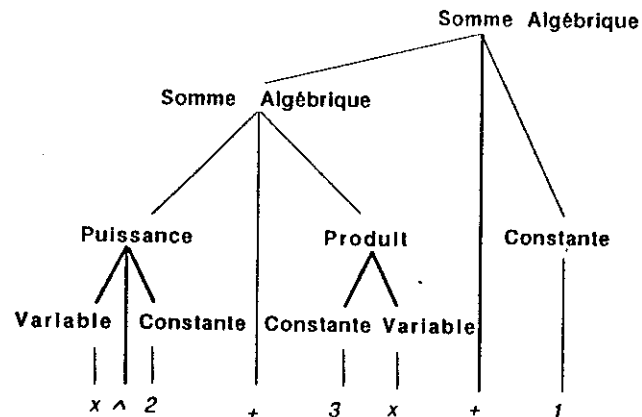 Somme Algébrique
Somme Algébrique
Puissance Produit Constante
Variable Constante Constante Variable
x ^ 2 + 3 x + 1